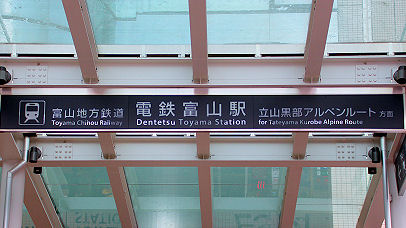 富山地方鉄道
Toyama Chihou Railway
電鉄富山駅
Dentetsu Toyama Station
立山黒部アルペンルート 方面
for Tateyama Kurobe Alpine Route
STATION